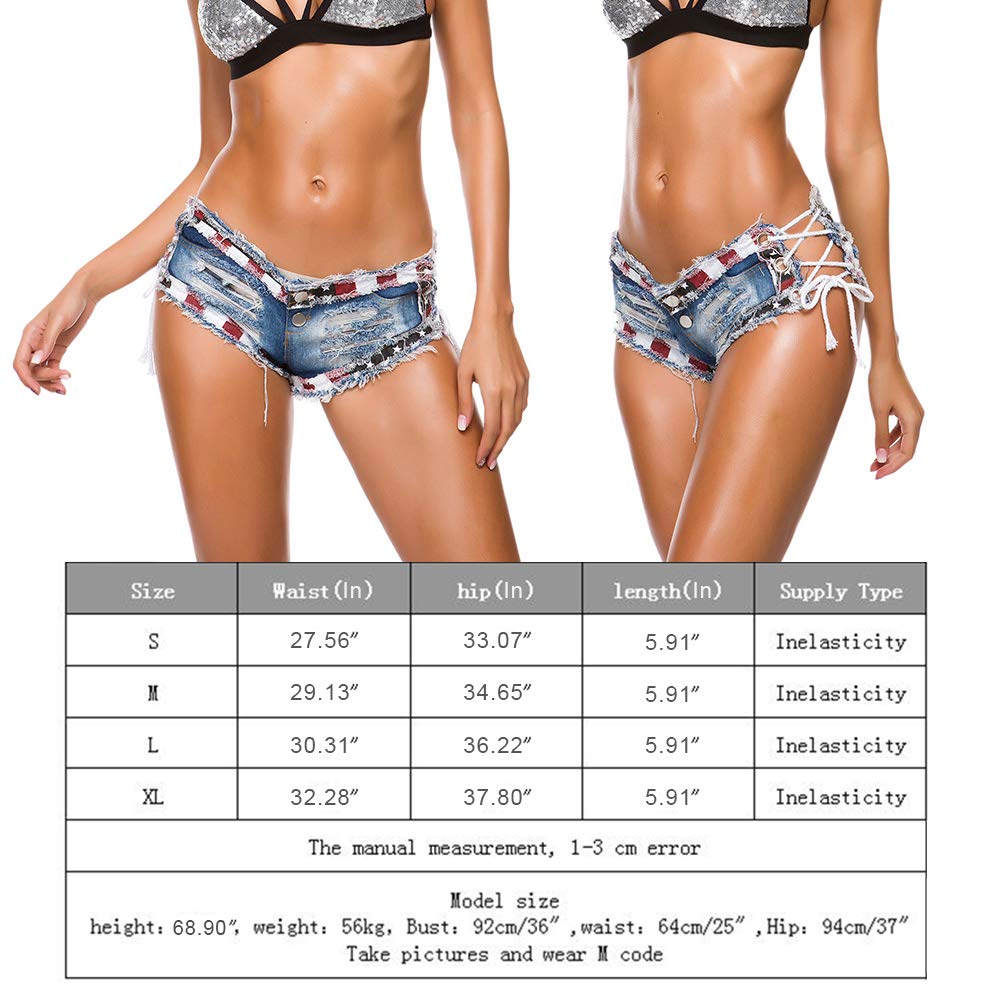 Size Waist(In) hip(In) length(In) Supply Type
S 27.56″ 33.07″ 5.91″ Inelasticity
M 29.13″ 34.65″ 5.91″ Inelasticity
L 30.31″ 36.22″ 5.91″ Inelasticity
XL 32.28″ 37.80″ 5.91″ Inelasticity
The manual measurement, 1-3 cm error
Model size
height: 68.90″, weight: 56kg, Bust: 92cm/36″ ,waist: 64cm/25″ ,Hip: 94cm/37″
Take pictures and wear M code